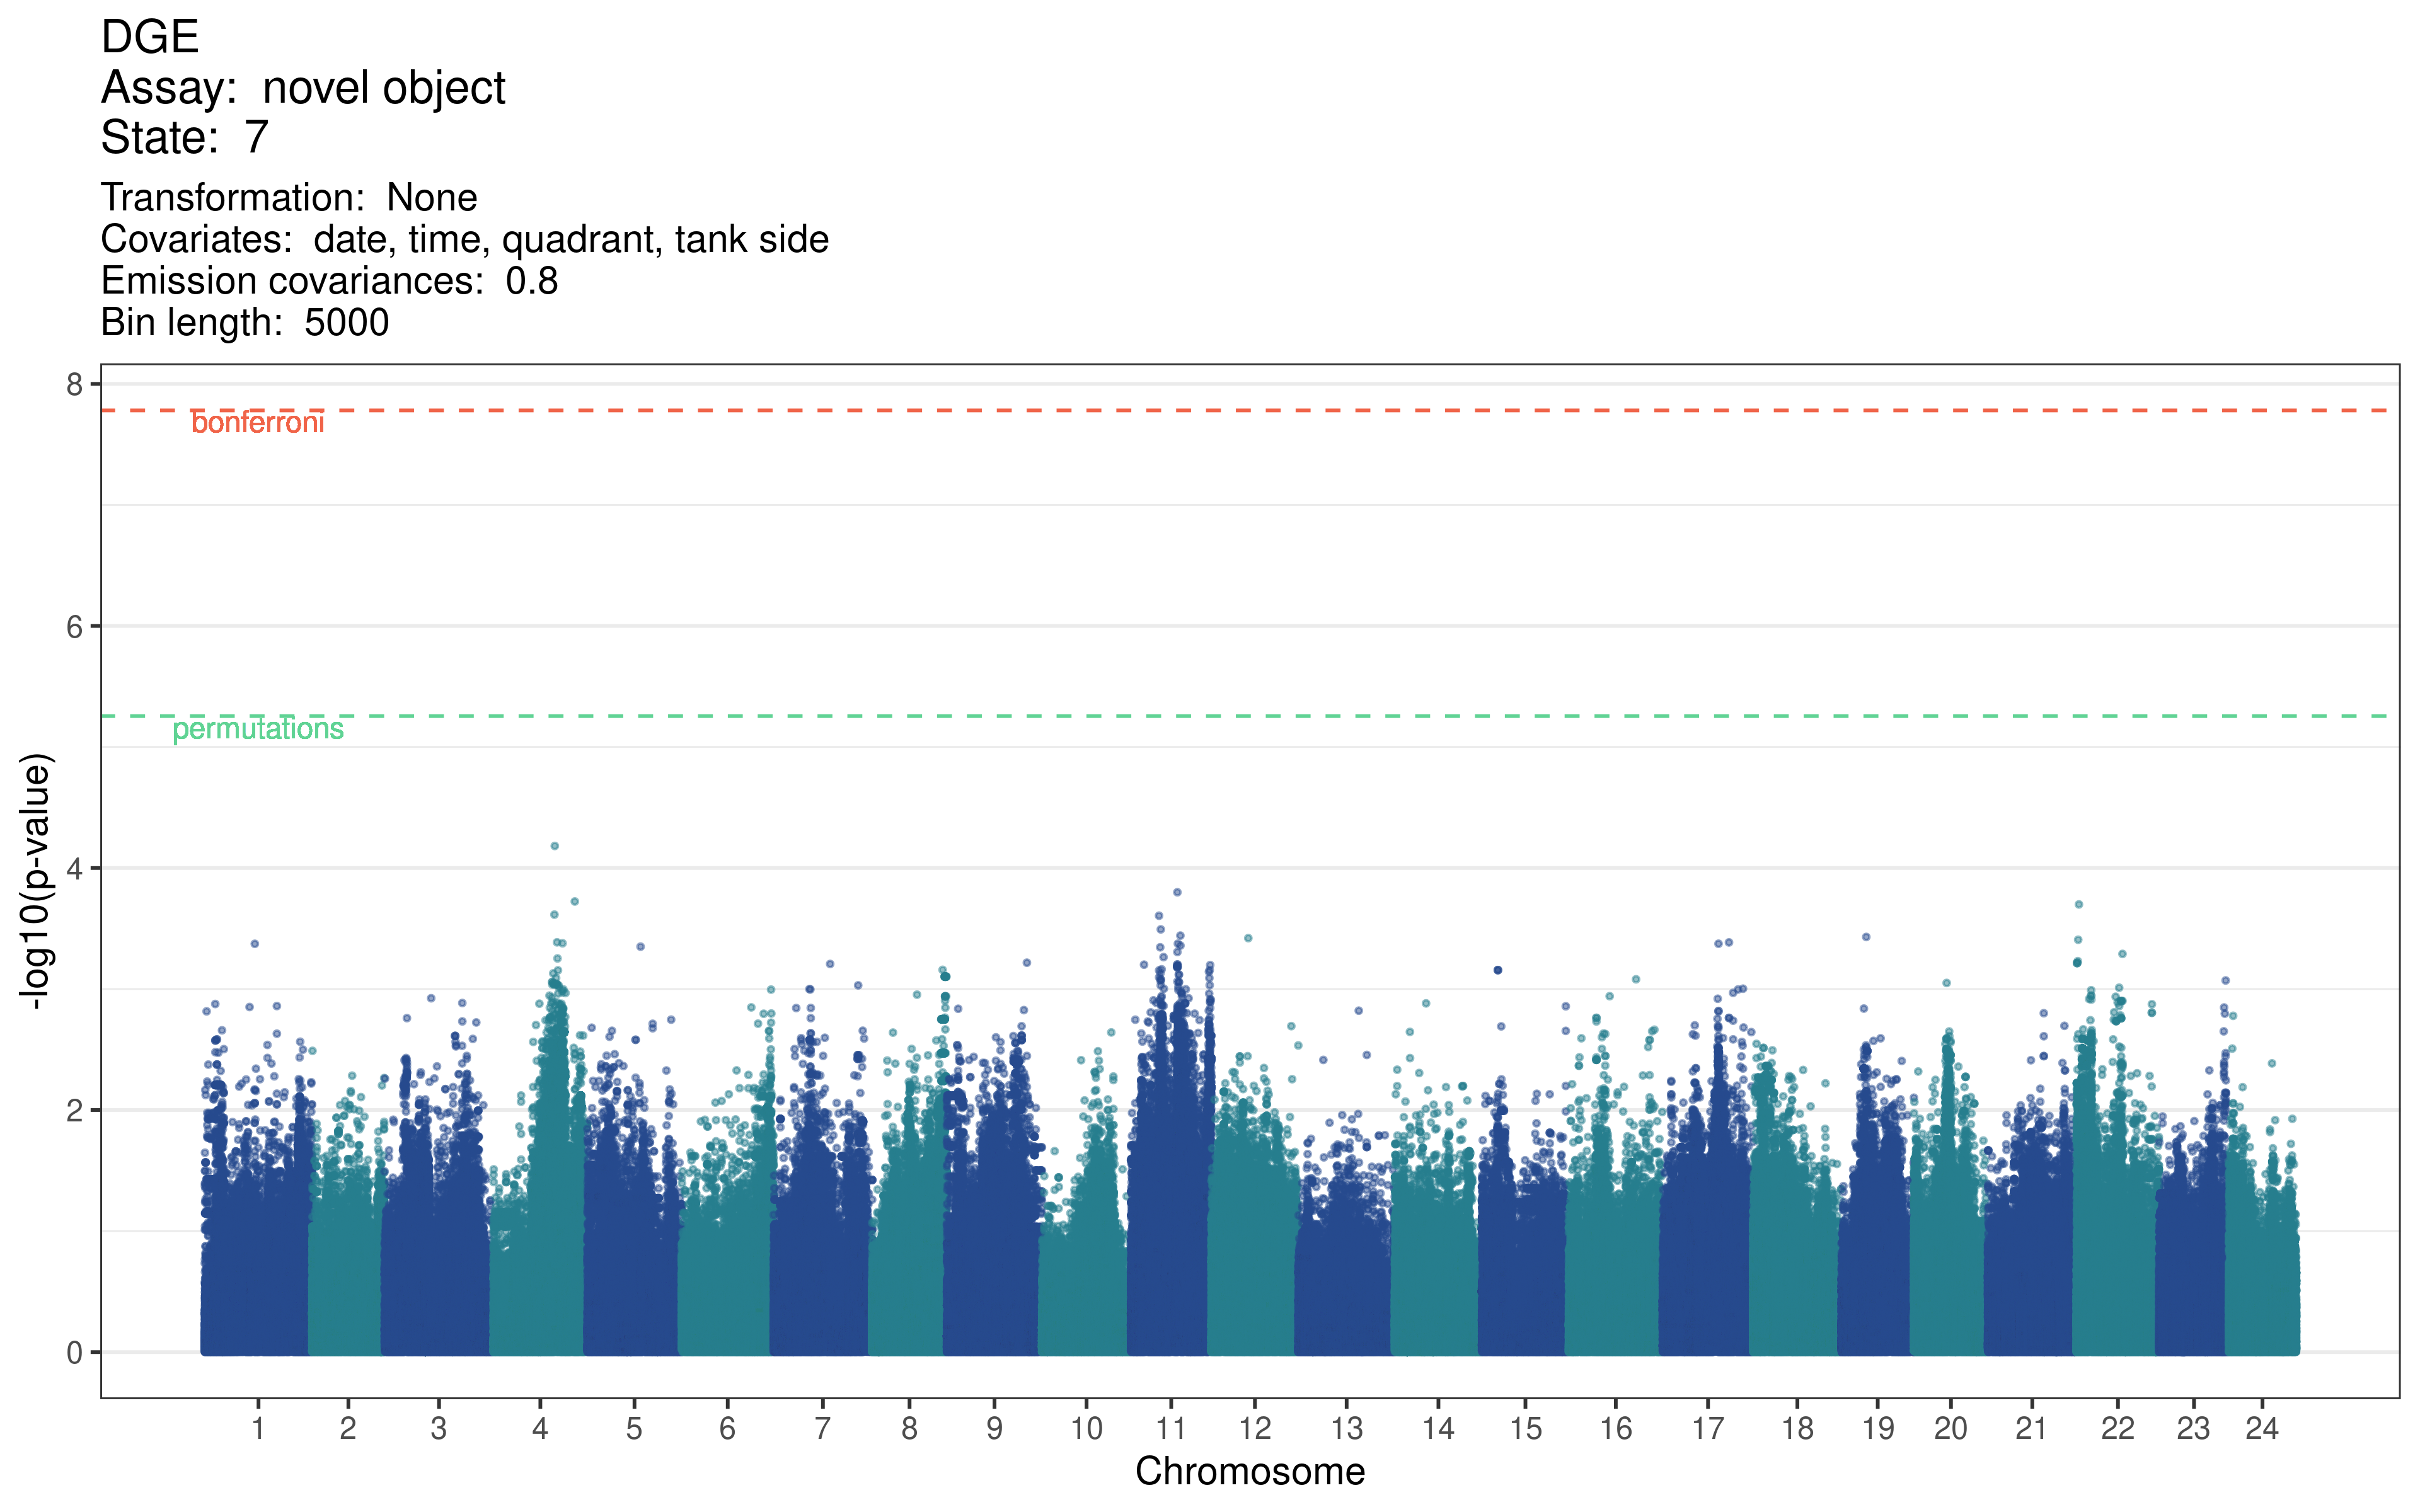 DGE
Assay:  novel object
State:  7
Transformation:  None
Covariates:  date, time, quadrant, tank side
Emission covariances:  0.8
Bin length:  5000
8
bonferroni
6
permutations
4
2
0
-log10(p-value)
1 2 3 4 5 6 7 8 9 10 11 12 13 14 15 16 17 18 19 20 21 22 23 24
Chromosome